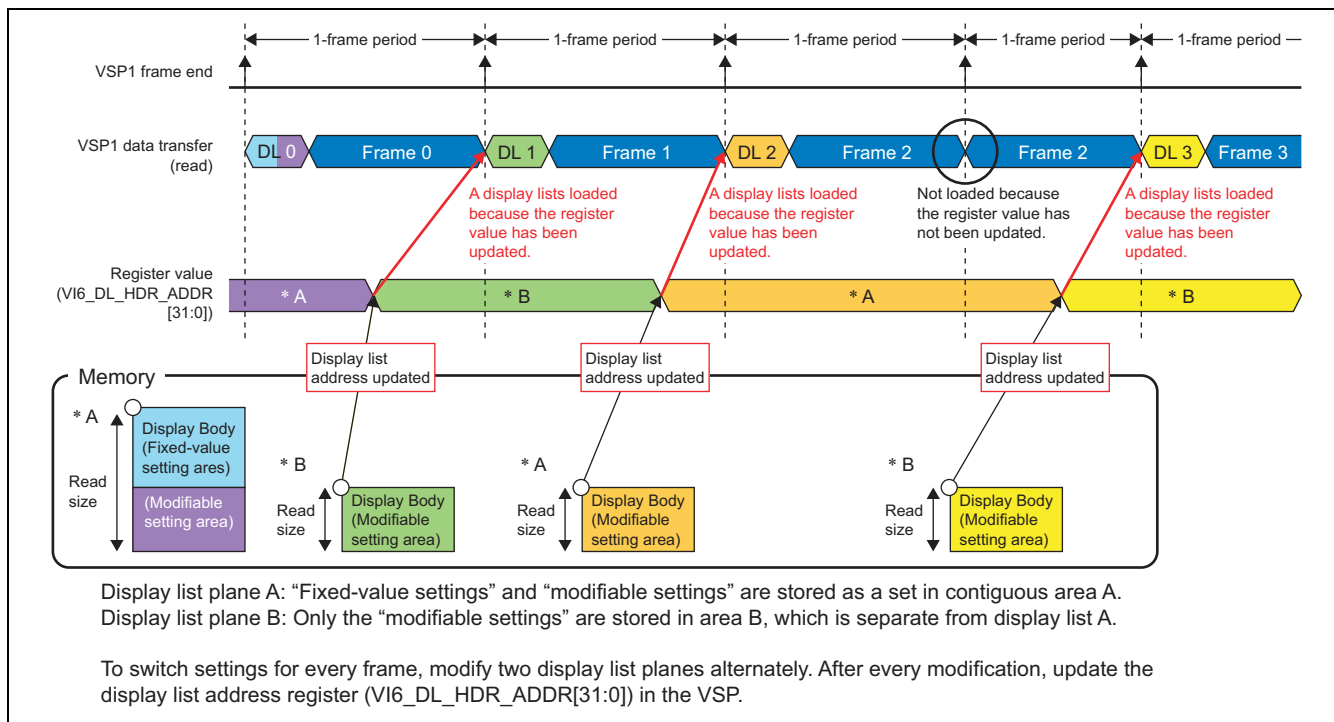 1-frame period 1-frame period 1-frame period 1-frame period 1-frame period
VSP1 frame end
VSP1 data transfer
(read)
DL 0 Frame 0 DL 1 Frame 1 DL 2 Frame 2 Frame 2 DL 3 Frame 3
A display lists loaded
because the register
value has been
updated.
A display lists loaded
because the register
value has been
updated.
Not loaded because
the register value has
not been updated.
A display lists loaded
because the register
value has been
updated.
Register value
(VI6_DL_HDR_ADDR
[31:0])
* A * B * A * B
Display list
address updated
Display list
address updated
Display list
address updated
Memory
* A
Read
size
Display Body
(Fixed-value
setting ares)
(Modifiable
setting area)
* B
Read
size
Display Body
(Modifiable
setting area)
* A
Read
size
Display Body
(Modifiable
setting area)
* B
Read
size
Display Body
(Modifiable
setting area)
Display list plane A: “Fixed-value settings” and “modifiable settings” are stored as a set in contiguous area A.
Display list plane B: Only the “modifiable settings” are stored in area B, which is separate from display list A.
To switch settings for every frame, modify two display list planes alternately. After every modification, update the
display list address register (VI6_DL_HDR_ADDR[31:0]) in the VSP.